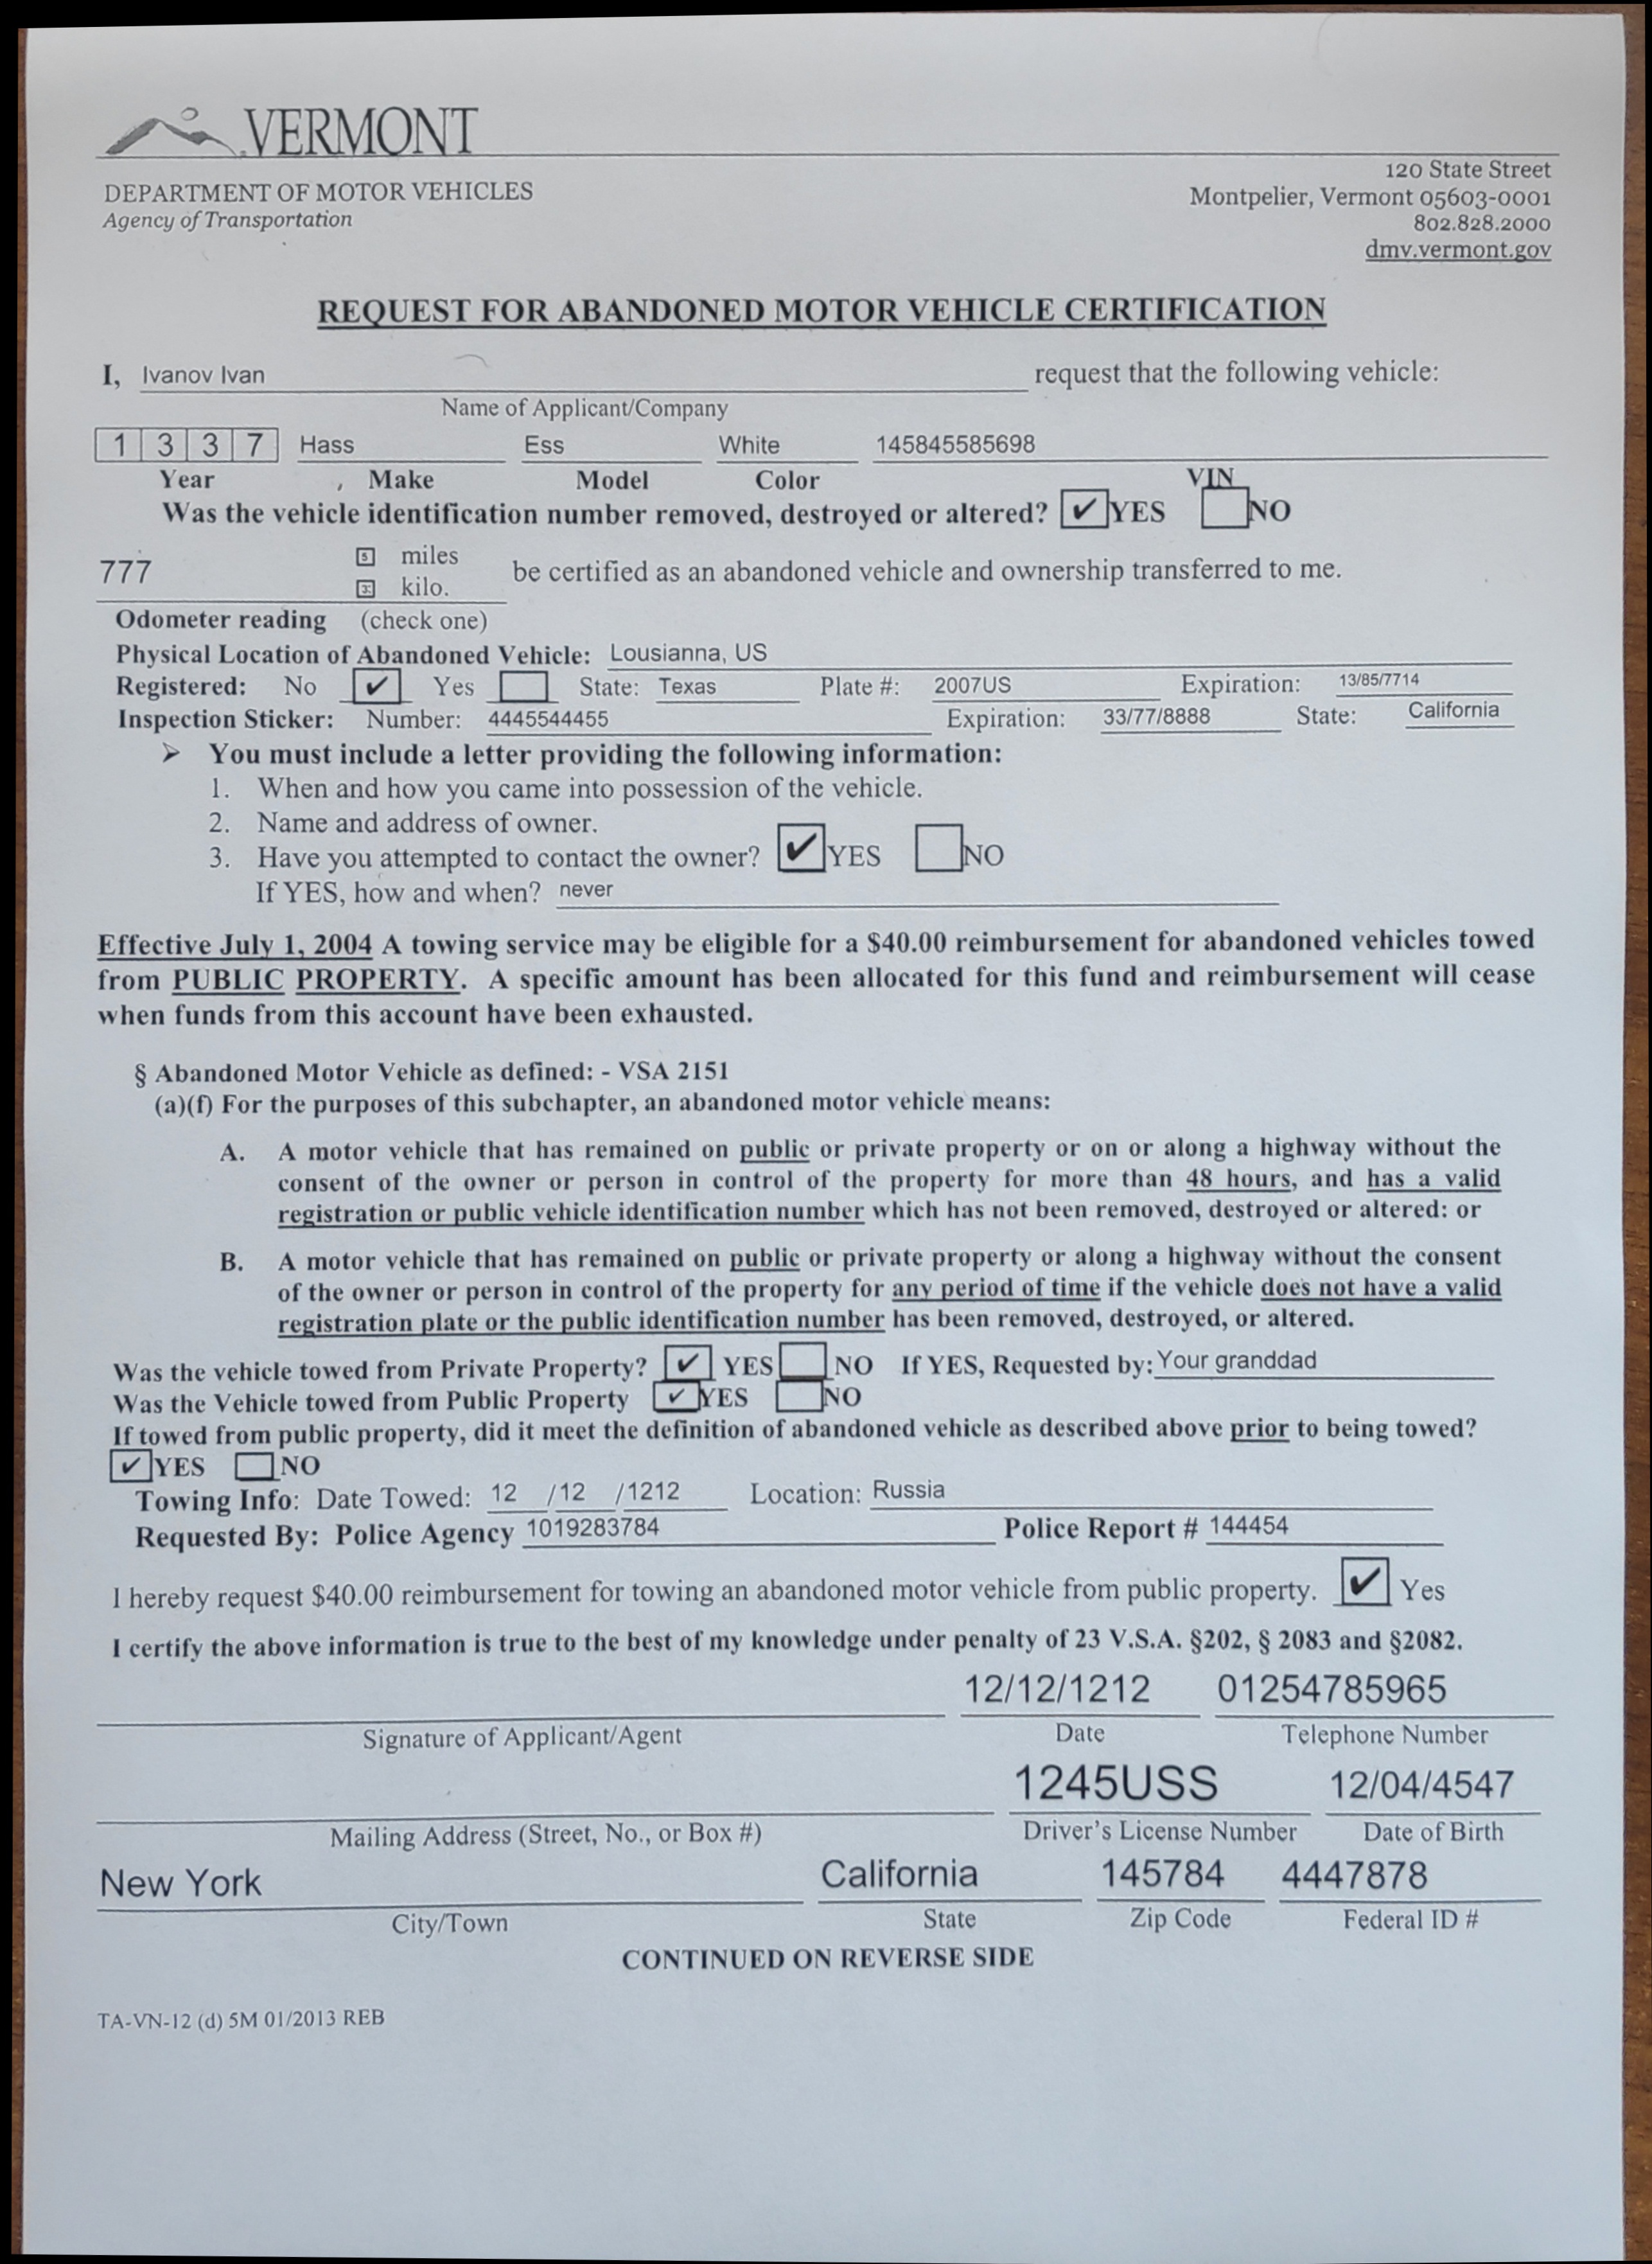 VERMONT
120 State Street
DEPARTMENT OF MOTOR VEHICLES
Montpelier, Vermont 05603-0001
Agency of Transportation
802.828.2000
dmv.vermont.gov
REQUEST FOR ABANDONED MOTOR VEHICLE CERTIFICATION
I, Ivanov Ivan request that the following vehicle:
Name of Applicant/Company
1 3 3 7 Hass Ess White 145845585698
Year , Make Model Color VIN
Was the vehicle identification number removed, destroyed or altered? ✔ YES NO
777 miles
kilo. be certified as an abandoned vehicle and ownership transferred to me.
Odometer reading (check one)
Physical Location of Abandoned Vehicle: Lousianna, US
Registered: No ✔ Yes State: Texas Plate #: 2007US Expiration: 13/85/7714
Inspection Sticker: Number: 4445544455 Expiration: 33/77/8888 State: California
➢ You must include a letter providing the following information:
1. When and how you came into possession of the vehicle.
2. Name and address of owner.
3. Have you attempted to contact the owner? ✔ YES NO
If YES, how and when? never
Effective July 1, 2004 A towing service may be eligible for a $40.00 reimbursement for abandoned vehicles towed
from PUBLIC PROPERTY. A specific amount has been allocated for this fund and reimbursement will cease
when funds from this account have been exhausted.
§ Abandoned Motor Vehicle as defined: - VSA 2151
(a)(f) For the purposes of this subchapter, an abandoned motor vehicle means:
A. A motor vehicle that has remained on public or private property or on or along a highway without the
consent of the owner or person in control of the property for more than 48 hours, and has a valid
registration or public vehicle identification number which has not been removed, destroyed or altered: or
B. A motor vehicle that has remained on public or private property or along a highway without the consent
of the owner or person in control of the property for any period of time if the vehicle does not have a valid
registration plate or the public identification number has been removed, destroyed, or altered.
Was the vehicle towed from Private Property? ✔ YES NO If YES, Requested by: Your granddad
Was the Vehicle towed from Public Property ✔ YES NO
If towed from public property, did it meet the definition of abandoned vehicle as described above prior to being towed?
✔ YES NO
Towing Info: Date Towed: 12 /12 /1212 Location: Russia
Requested By: Police Agency 1019283784 Police Report # 144454
I hereby request $40.00 reimbursement for towing an abandoned motor vehicle from public property. ✔ Yes
I certify the above information is true to the best of my knowledge under penalty of 23 V.S.A. §202, § 2083 and §2082.
12/12/1212 01254785965
Signature of Applicant/Agent Date Telephone Number
1245USS 12/04/4547
Mailing Address (Street, No., or Box #) Driver's License Number Date of Birth
New York California 145784 4447878
City/Town State Zip Code Federal ID #
CONTINUED ON REVERSE SIDE
TA-VN-12 (d) 5M 01/2013 REB